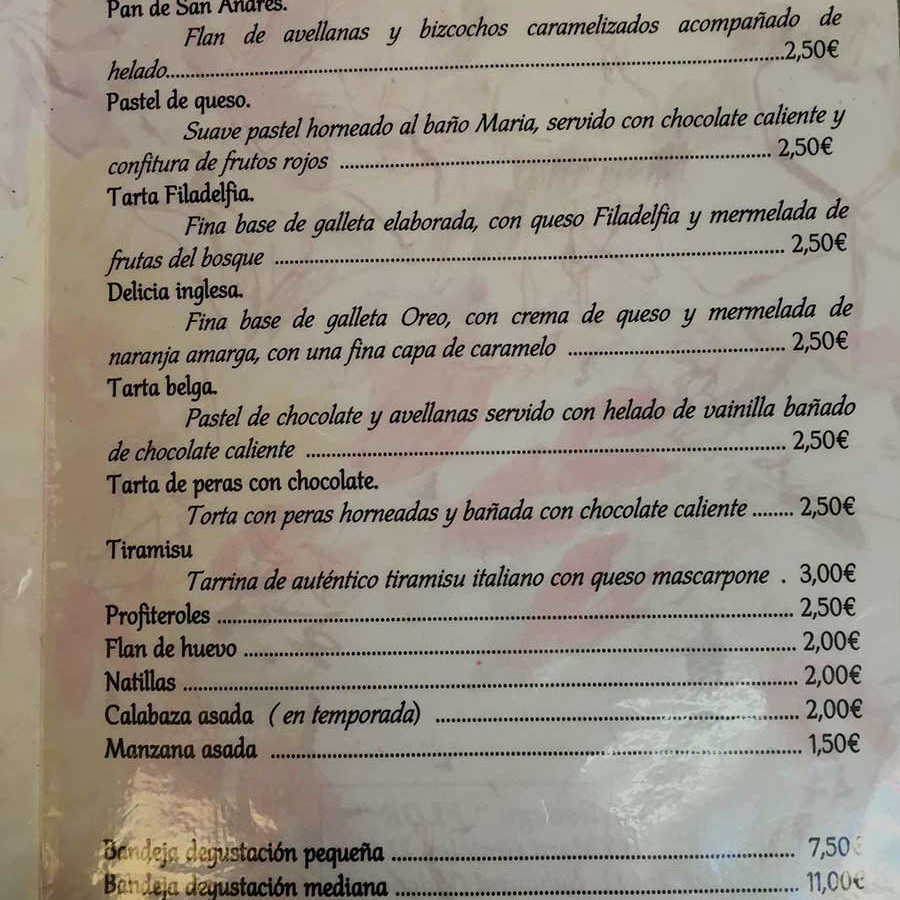 Pan de San Andrés.
Flan de avellanas y bizcochos caramelizados acompañado de
helado..........2,50€
Pastel de queso.
Suave pastel horneado al baño Maria, servido con chocolate caliente y
confitura de frutos rojos .......... 2,50€
Tarta Filadelfia.
Fina base de galleta elaborada, con queso Filadelfia y mermelada de
frutas del bosque .......... 2,50€
Delicia inglesa.
Fina base de galleta Oreo, con crema de queso y mermelada de
naranja amarga, con una fina capa de caramelo .......... 2,50€
Tarta belga.
Pastel de chocolate y avellanas servido con helado de vainilla bañado
de chocolate caliente .......... 2,50€
Tarta de peras con chocolate.
Torta con peras horneadas y bañada con chocolate caliente ........ 2,50€
Tiramisu
Tarrina de auténtico tiramisu italiano con queso mascarpone . 3,00€
Profiteroles .......... 2,50€
Flan de huevo .......... 2,00€
Natillas .......... 2,00€
Calabaza asada ( en temporada) .......... 2,00€
Manzana asada .......... 1,50€
Bandeja degustación pequeña .......... 7,50€
Bandeja degustación mediana .......... 11,00€